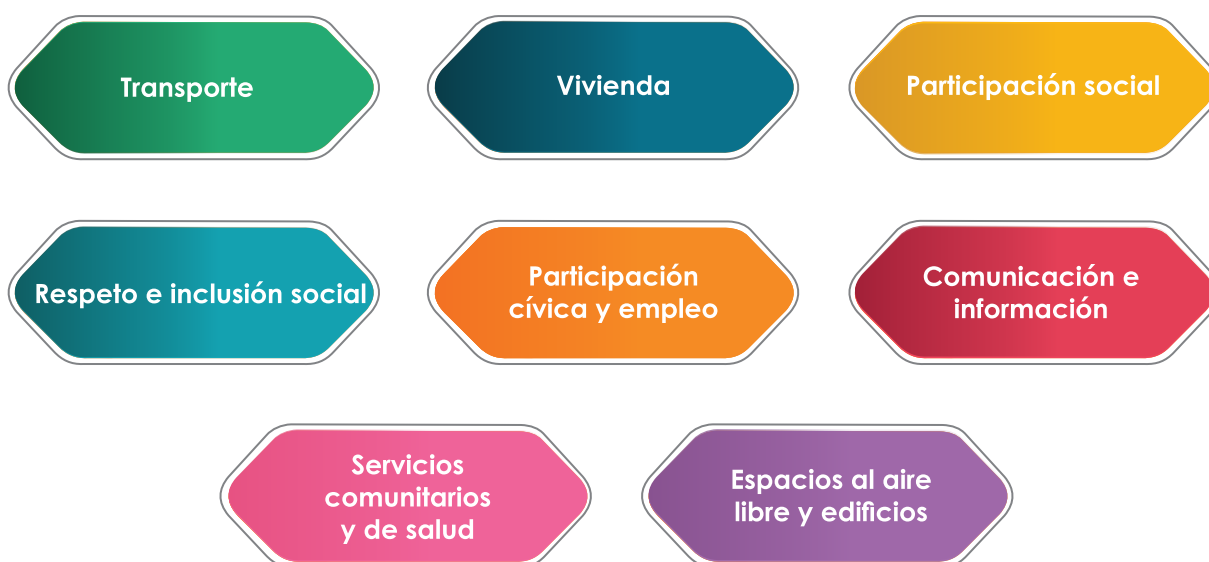 Transporte
Vivienda
Participación social
Respeto e inclusión social
Participación
cívica y empleo
Comunicación e
información
Servicios
comunitarios
y de salud
Espacios al aire
libre y edificios